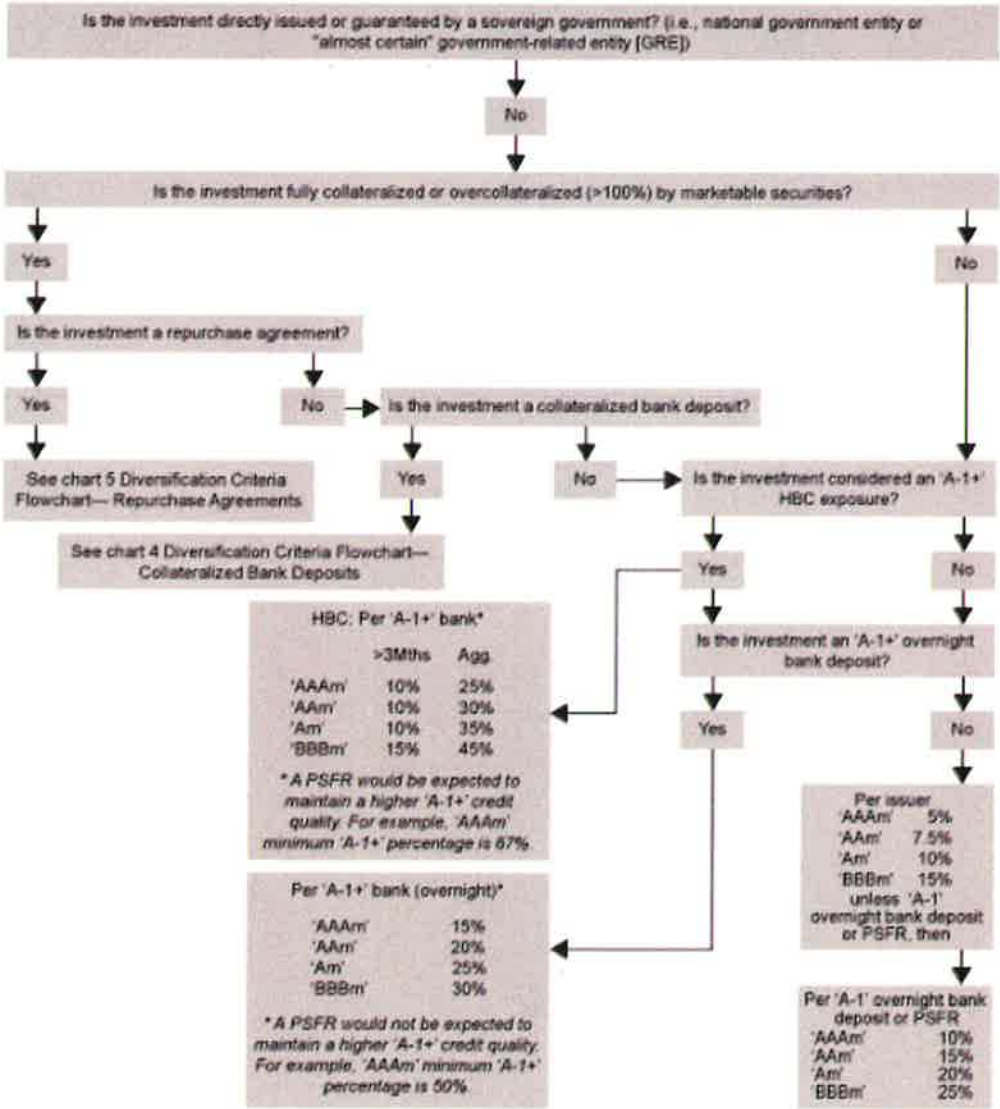 Is the investment directly issued or guaranteed by a sovereign government? (i.e., national government entity or
"almost certain" government-related entity [GRE])
No
Is the investment fully collateralized or overcollateralized (>100%) by marketable securities?
Yes
No
Is the investment a repurchase agreement?
Yes
No
Is the investment a collateralized bank deposit?
See chart 5 Diversification Criteria
Flowchart— Repurchase Agreements
Yes
No
Is the investment considered an 'A-1+'
HBC exposure?
See chart 4 Diversification Criteria Flowchart—
Collateralized Bank Deposits
Yes
No
HBC: Per 'A-1+' bank*
>3Mths Agg.
'AAAm' 10% 25%
'AAm' 10% 30%
'Am' 10% 35%
'BBBm' 15% 45%
* A PSFR would be expected to
maintain a higher 'A-1+' credit
quality. For example, 'AAAm'
minimum 'A-1+' percentage is 67%.
Is the investment an 'A-1+' overnight
bank deposit?
Yes
No
Per 'A-1+' bank (overnight)*
'AAAm' 15%
'AAm' 20%
'Am' 25%
'BBBm' 30%
* A PSFR would not be expected to
maintain a higher 'A-1+' credit quality.
For example, 'AAAm' minimum 'A-1+'
percentage is 50%.
Per issuer
'AAAm' 5%
'AAm' 7.5%
'Am' 10%
'BBBm' 15%
unless 'A-1'
overnight bank deposit
or PSFR, then
Per 'A-1' overnight bank
deposit or PSFR
'AAAm' 10%
'AAm' 15%
'Am' 20%
'BBBm' 25%